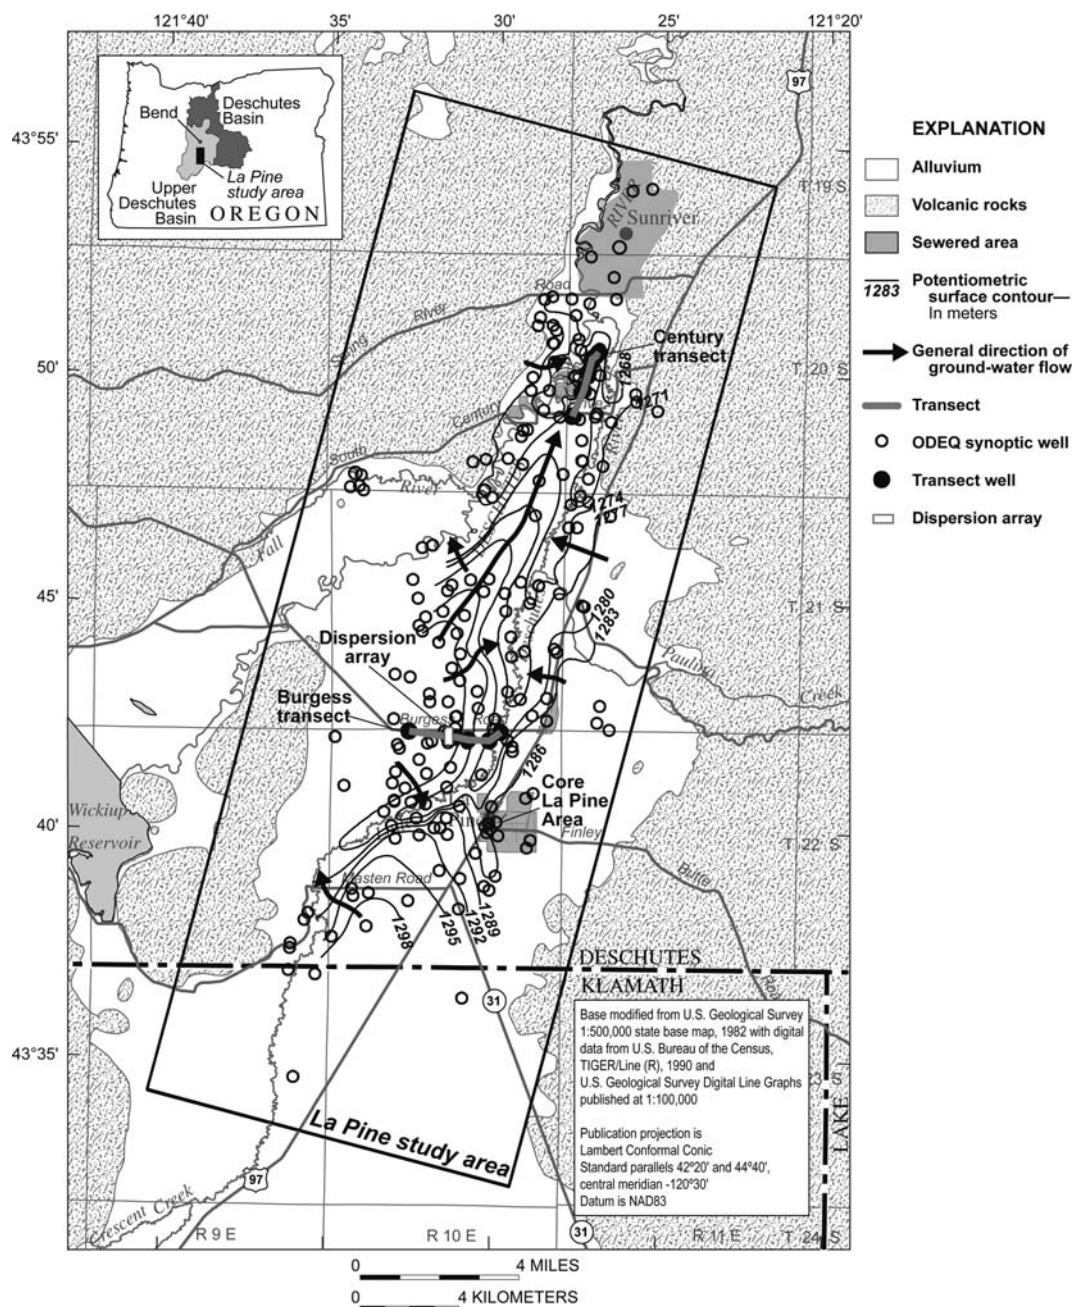 121°40'
35'
30'
25'
121°20'
97
43°55'
50'
45'
40'
43°35'
Bend
Deschutes
Basin
La Pine
study area
Upper
Deschutes
Basin
OREGON
T 19 S
RIVER
Sunriver
Road
River
Spring
Century
transect
1268
T. 20 S
1271
Century
South
River
River
1274
1277
Fall
Deschutes
1280
1283
T. 21 S
Dispersion
array
Paulina
Creek
Burgess
transect
Burgess Road
1286
Core
La Pine
Area
Wickiup
Reservoir
Finley
T. 22 S
Butte
Masten Road
1298
1295
1292
1289
DESCHUTES
KLAMATH
31
Road
Base modified from U.S. Geological Survey
1:500,000 state base map, 1982 with digital
data from U.S. Bureau of the Census,
TIGER/Line (R), 1990 and
U.S. Geological Survey Digital Line Graphs
published at 1:100,000
Publication projection is
Lambert Conformal Conic
Standard parallels 42°20' and 44°40',
central meridian -120°30'
Datum is NAD83
23 S
LAKE
La Pine study area
97
Crescent Creek
R 9 E
R 10 E
31
R 11 E
T 24 S
0 4 MILES
0 4 KILOMETERS
EXPLANATION
Alluvium
Volcanic rocks
Sewered area
1283
Potentiometric
surface contour—
In meters
General direction of
ground-water flow
Transect
ODEQ synoptic well
Transect well
Dispersion array